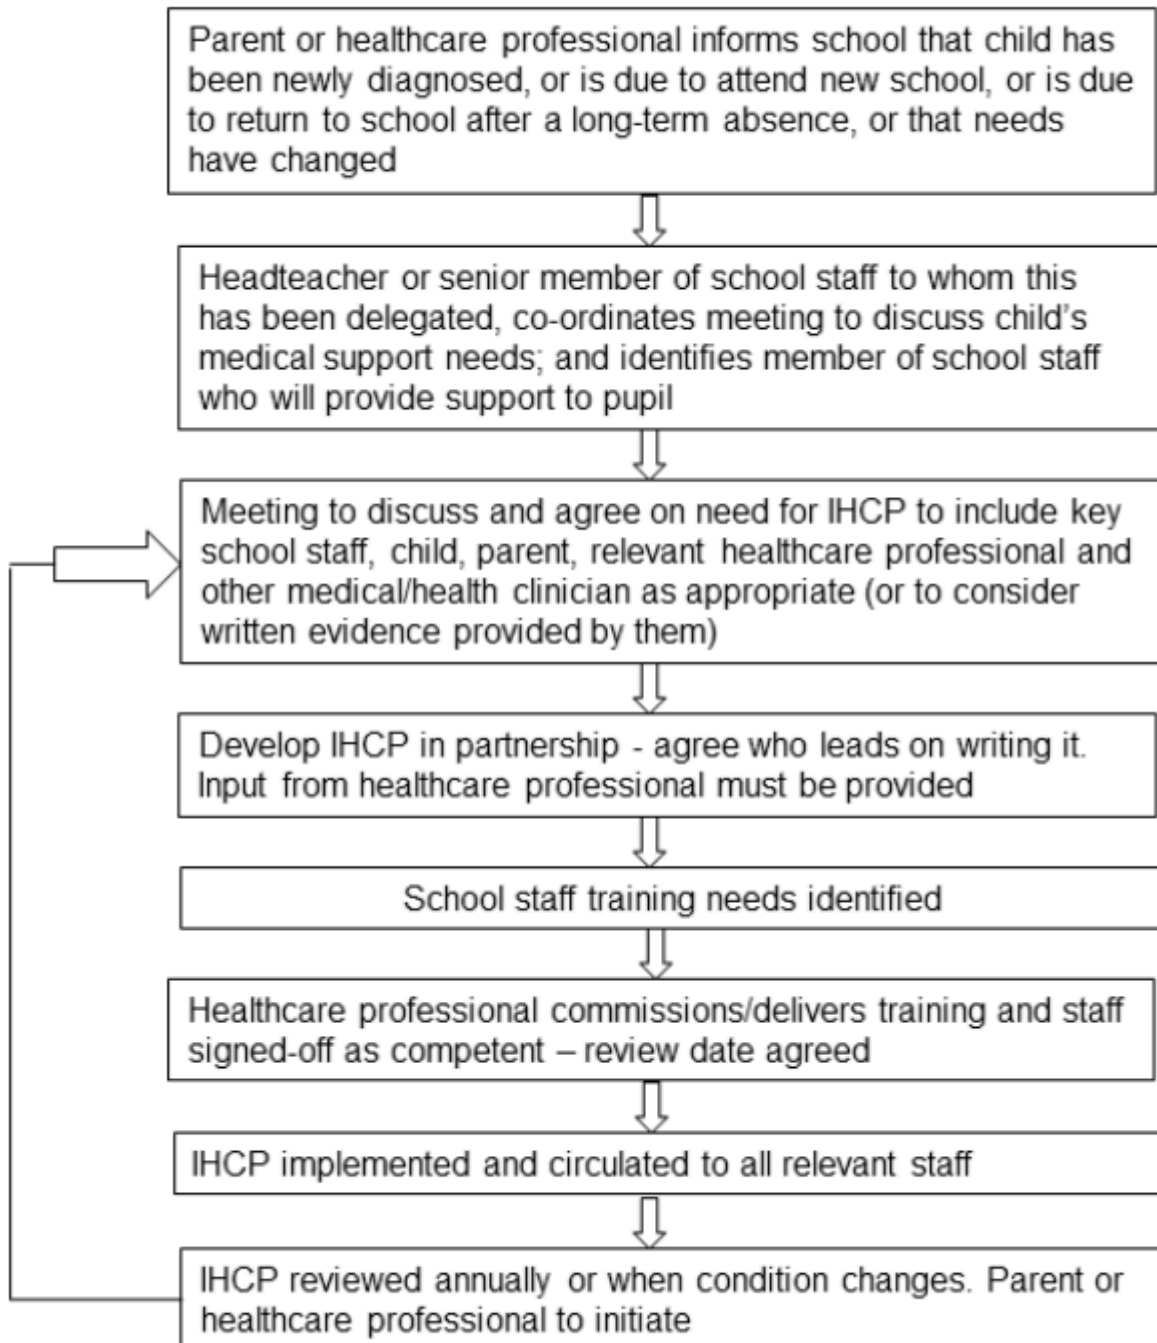 Parent or healthcare professional informs school that child has
been newly diagnosed, or is due to attend new school, or is due
to return to school after a long-term absence, or that needs
have changed
Headteacher or senior member of school staff to whom this
has been delegated, co-ordinates meeting to discuss child’s
medical support needs; and identifies member of school staff
who will provide support to pupil
Meeting to discuss and agree on need for IHCP to include key
school staff, child, parent, relevant healthcare professional and
other medical/health clinician as appropriate (or to consider
written evidence provided by them)
Develop IHCP in partnership - agree who leads on writing it.
Input from healthcare professional must be provided
School staff training needs identified
Healthcare professional commissions/delivers training and staff
signed-off as competent – review date agreed
IHCP implemented and circulated to all relevant staff
IHCP reviewed annually or when condition changes. Parent or
healthcare professional to initiate